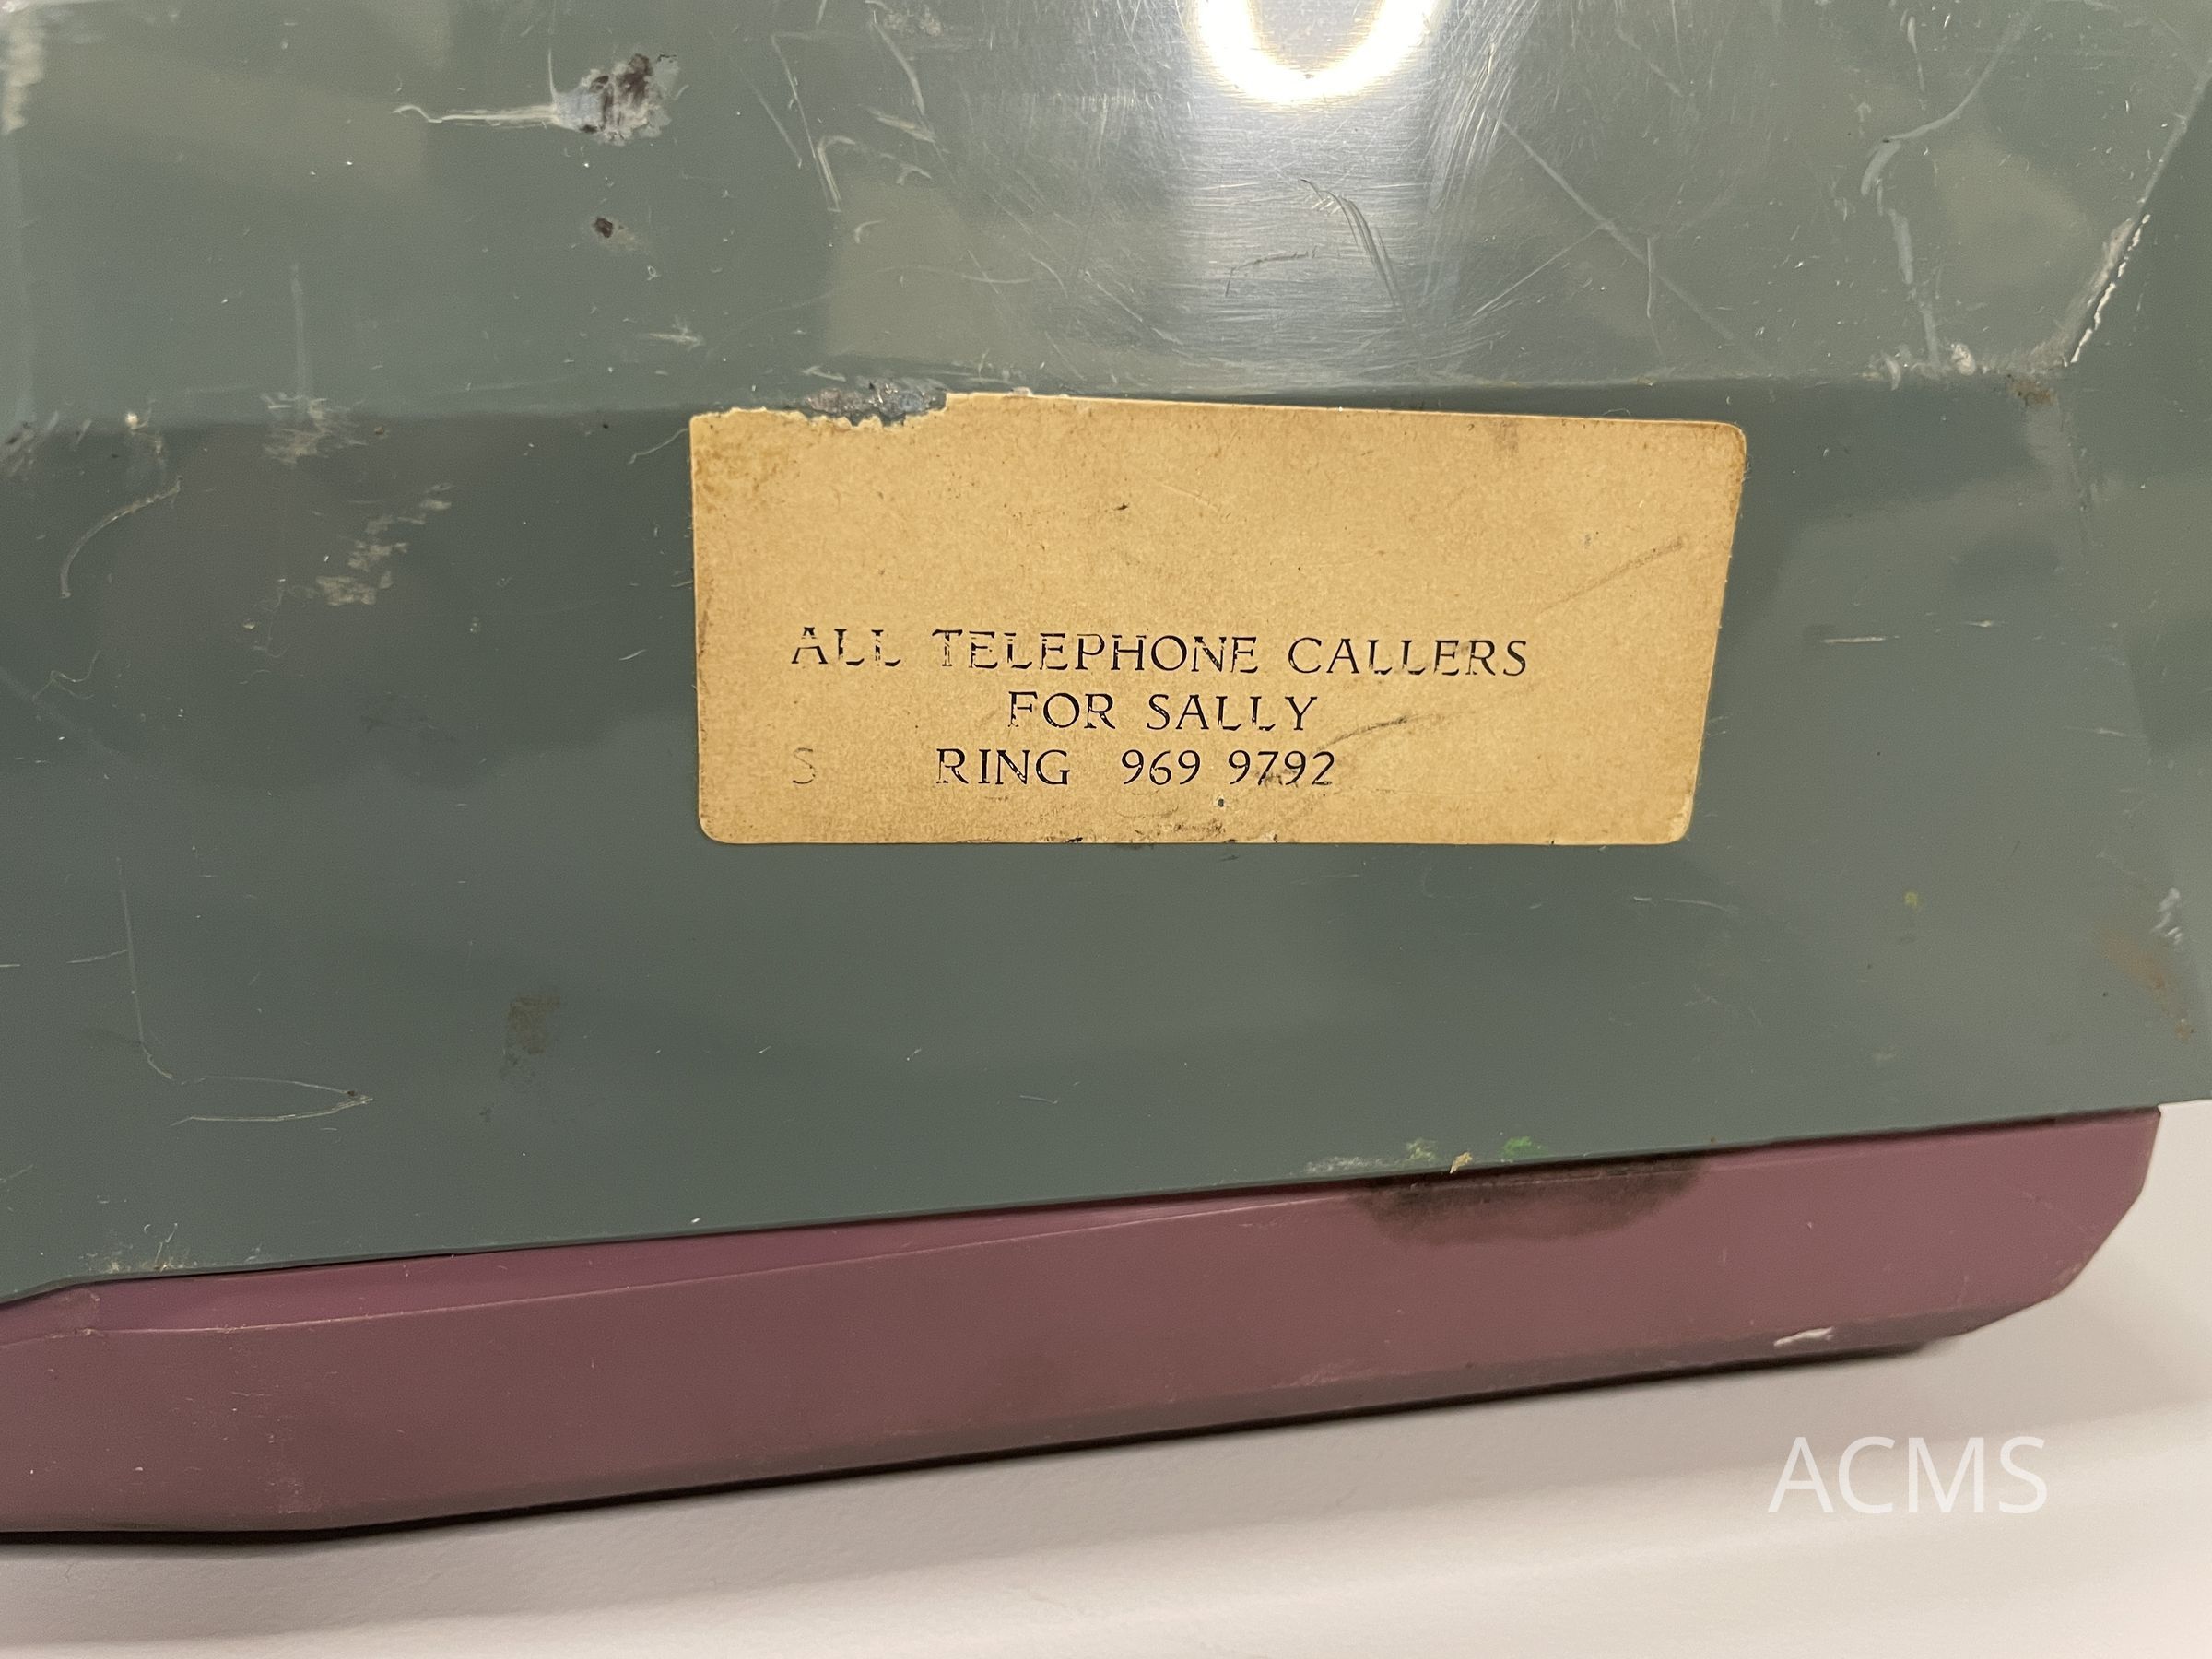 ALL TELEPHONE CALLERS
FOR SALLY
S RING 969 9792
ACMS